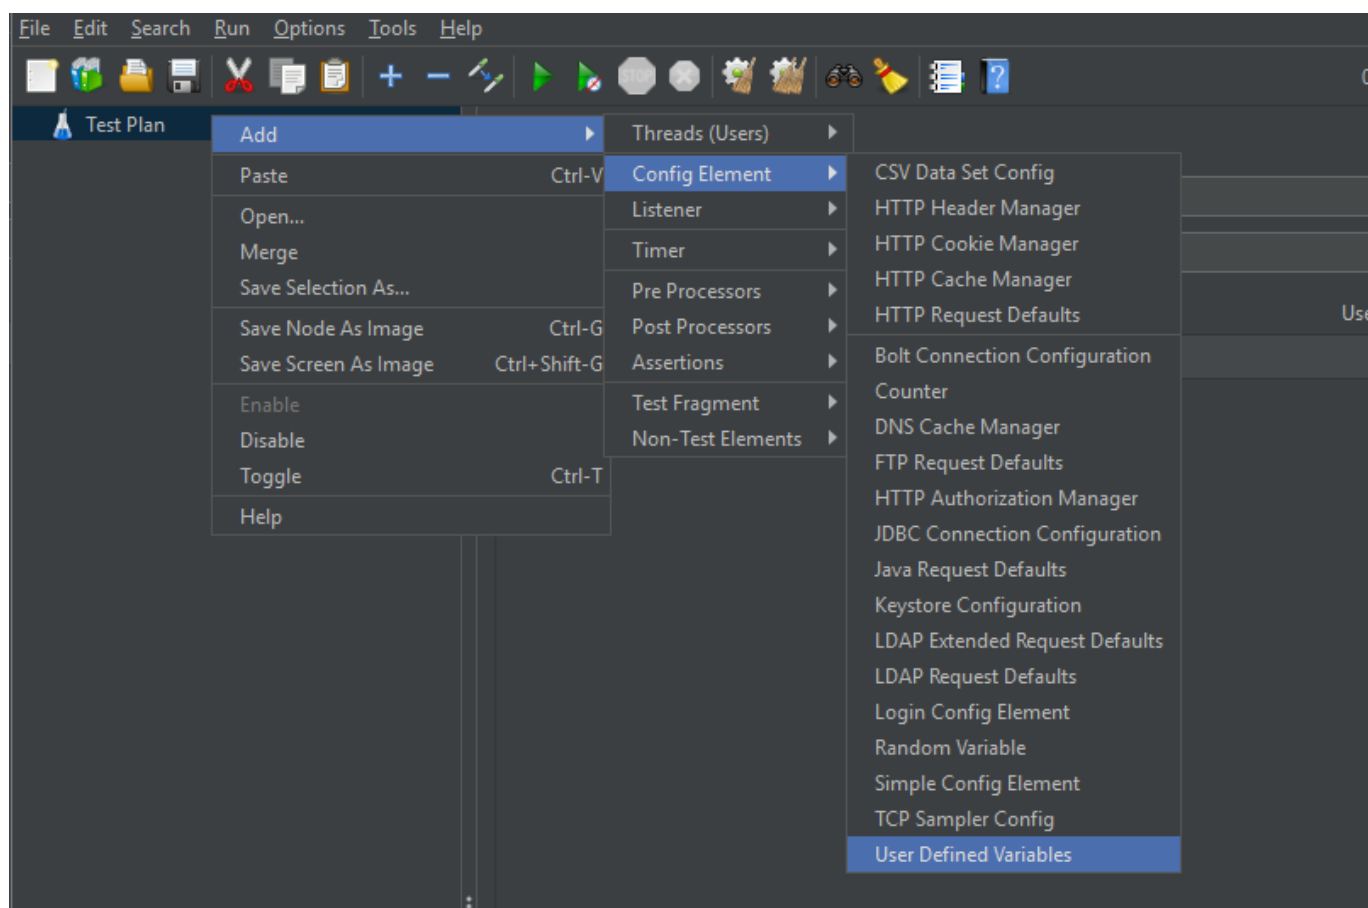 File Edit Search Run Options Tools Help
STOP
Test Plan
Add
Paste Ctrl-V
Open...
Merge
Save Selection As...
Save Node As Image Ctrl-G
Save Screen As Image Ctrl+Shift-G
Enable
Disable
Toggle Ctrl-T
Help
Threads (Users)
Config Element
Listener
Timer
Pre Processors
Post Processors
Assertions
Test Fragment
Non-Test Elements
CSV Data Set Config
HTTP Header Manager
HTTP Cookie Manager
HTTP Cache Manager
HTTP Request Defaults
Bolt Connection Configuration
Counter
DNS Cache Manager
FTP Request Defaults
HTTP Authorization Manager
JDBC Connection Configuration
Java Request Defaults
Keystore Configuration
LDAP Extended Request Defaults
LDAP Request Defaults
Login Config Element
Random Variable
Simple Config Element
TCP Sampler Config
User Defined Variables
Use